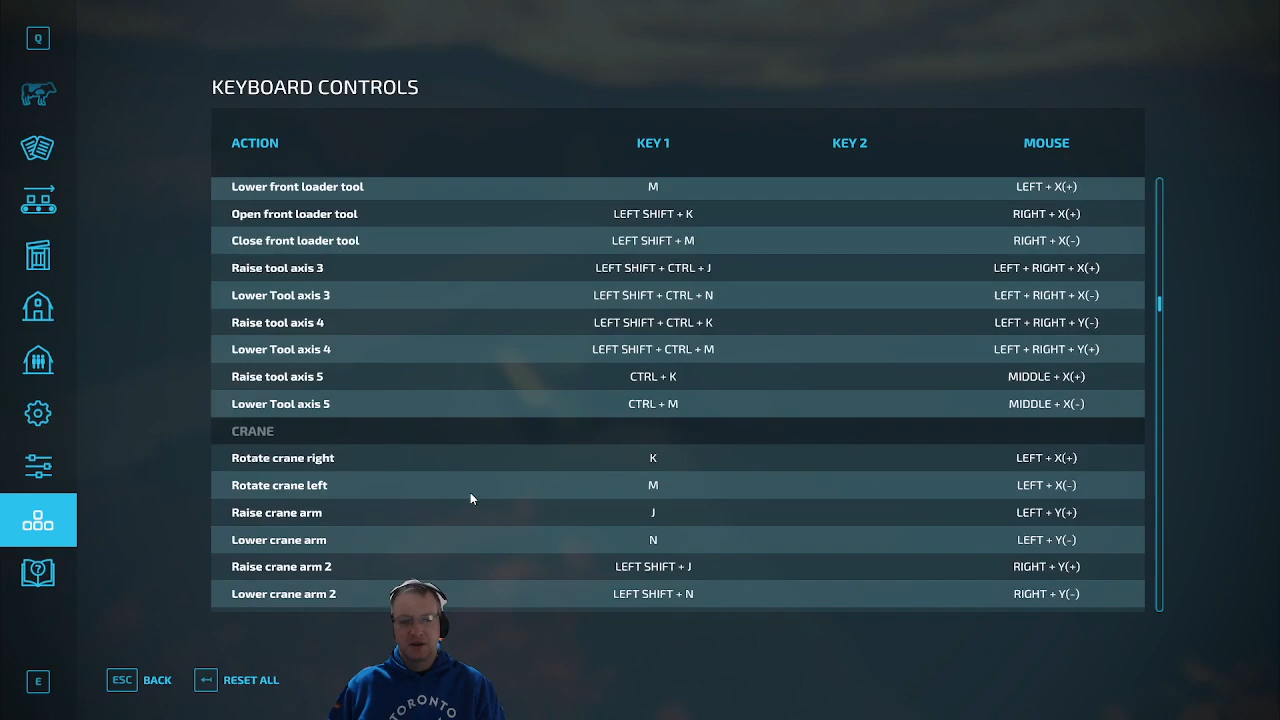 Q
KEYBOARD CONTROLS
ACTION KEY 1 KEY 2 MOUSE
Lower front loader tool M LEFT + X(+)
Open front loader tool LEFT SHIFT + K RIGHT + X(+)
Close front loader tool LEFT SHIFT + M RIGHT + X(-)
Raise tool axis 3 LEFT SHIFT + CTRL + J LEFT + RIGHT + X(+)
Lower Tool axis 3 LEFT SHIFT + CTRL + N LEFT + RIGHT + X(-)
Raise tool axis 4 LEFT SHIFT + CTRL + K LEFT + RIGHT + Y(-)
Lower Tool axis 4 LEFT SHIFT + CTRL + M LEFT + RIGHT + Y(+)
Raise tool axis 5 CTRL + K MIDDLE + X(+)
Lower Tool axis 5 CTRL + M MIDDLE + X(-)
CRANE
Rotate crane right K LEFT + X(+)
Rotate crane left M LEFT + X(-)
Raise crane arm J LEFT + Y(+)
Lower crane arm N LEFT + Y(-)
Raise crane arm 2 LEFT SHIFT + J RIGHT + Y(+)
Lower crane arm 2 LEFT SHIFT + N RIGHT + Y(-)
E
ESC BACK RESET ALL
TORONTO